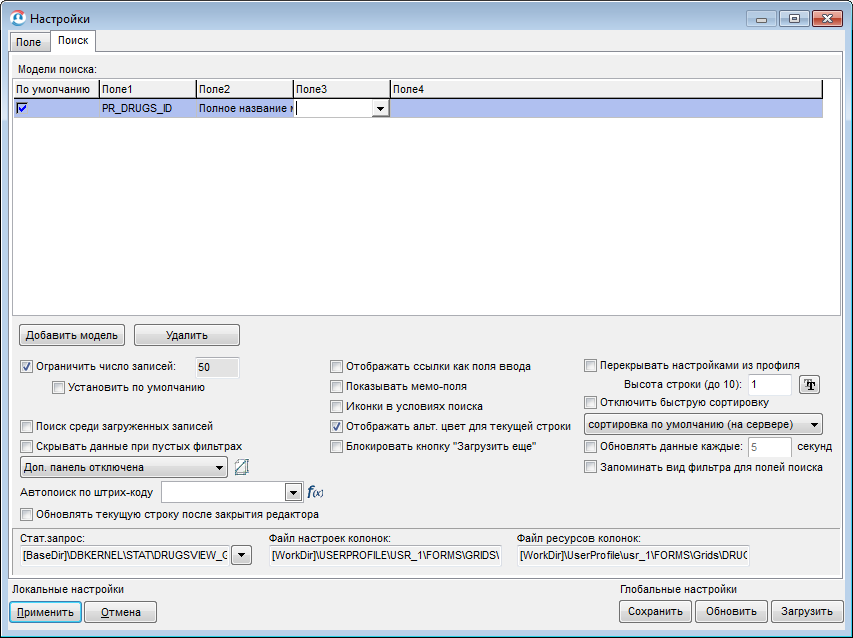 Настройки
Поле Поиск
Модели поиска:
По умолчанию Поле1 Поле2 Поле3 Поле4
PR_DRUGS_ID Полное название м
Добавить модель Удалить
Ограничить число записей: 50
Установить по умолчанию
Поиск среди загруженных записей
Скрывать данные при пустых фильтрах
Доп. панель отключена
Автопоиск по штрих-коду f(x)
Обновлять текущую строку после закрытия редактора
Отображать ссылки как поля ввода
Показывать мемо-поля
Иконки в условиях поиска
Отображать альт. цвет для текущей строки
Блокировать кнопку "Загрузить еще"
Перекрывать настройками из профиля
Высота строки (до 10): 1
Отключить быструю сортировку
сортировка по умолчанию (на сервере)
Обновлять данные каждые: 5 секунд
Запоминать вид фильтра для полей поиска
Стат.запрос: Файл настроек колонок: Файл ресурсов колонок:
[BaseDir]\DBKERNEL\STAT\DRUGSVIEW_G [WorkDir]\USERPROFILE\USR_1\FORMS\GRIDS\ [WorkDir]\UserProfile\usr_1\FORMS\Grids\DRUG
Локальные настройки Глобальные настройки
Применить Отмена Сохранить Обновить Загрузить